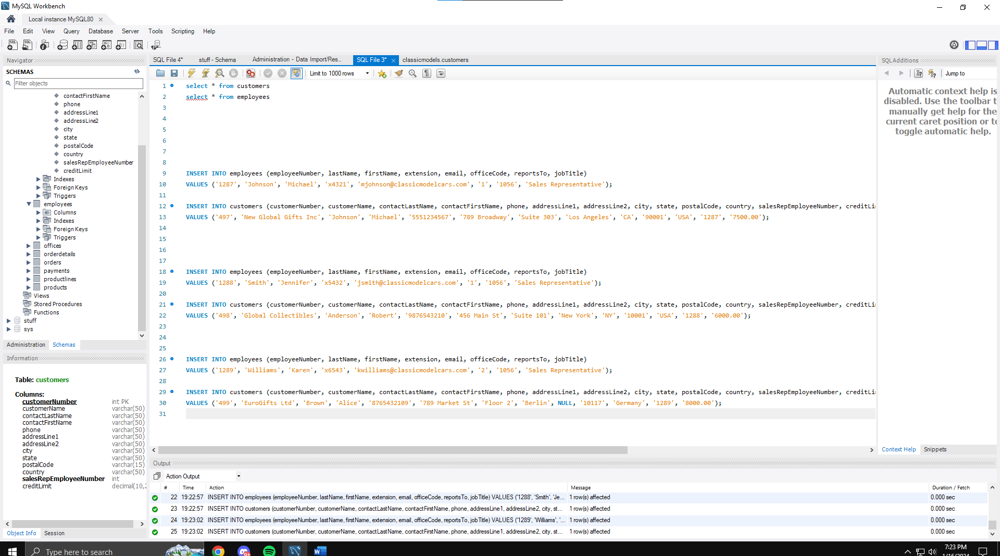 MySQL Workbench
Local instance MySQL80
File Edit View Query Database Server Tools Scripting Help
Navigator
SCHEMAS
Filter objects
contactFirstName
phone
addressLine1
addressLine2
city
state
postalCode
country
salesRepEmployeeNumber
creditLimit
Indexes
Foreign Keys
Triggers
employees
Columns
Indexes
Foreign Keys
Triggers
offices
orderdetails
orders
payments
productlines
products
Views
Stored Procedures
Functions
stuff
sys
Administration Schemas
Information
Table: customers
Columns:
customerNumber int PK
customerName varchar(50)
contactLastName varchar(50)
contactFirstName varchar(50)
phone varchar(50)
addressLine1 varchar(50)
addressLine2 varchar(50)
city varchar(50)
state varchar(50)
postalCode varchar(15)
country varchar(50)
salesRepEmployeeNumber int
creditLimit decimal(10,2
Object Info Session
SQL File 4* stuff - Schema Administration - Data Import/Res... SQL File 3* classicmodels.customers
Limit to 1000 rows
1 select * from customers
2 select * from employees
3
4
5
6
7
8
9 INSERT INTO employees (employeeNumber, lastName, firstName, extension, email, officeCode, reportsTo, jobTitle)
10 VALUES ('1287', 'Johnson', 'Michael', 'x4321', 'mjohnson@classicmodelcars.com', '1', '1056', 'Sales Representative');
11
12 INSERT INTO customers (customerNumber, customerName, contactLastName, contactFirstName, phone, addressLine1, addressLine2, city, state, postalCode, country, salesRepEmployeeNumber, creditLi
13 VALUES ('497', 'New Global Gifts Inc', 'Johnson', 'Michael', '5551234567', '789 Broadway', 'Suite 303', 'Los Angeles', 'CA', '90001', 'USA', '1287', '7500.00');
14
15
16
17
18 INSERT INTO employees (employeeNumber, lastName, firstName, extension, email, officeCode, reportsTo, jobTitle)
19 VALUES ('1288', 'Smith', 'Jennifer', 'x5432', 'jsmith@classicmodelcars.com', '1', '1056', 'Sales Representative');
20
21 INSERT INTO customers (customerNumber, customerName, contactLastName, contactFirstName, phone, addressLine1, addressLine2, city, state, postalCode, country, salesRepEmployeeNumber, creditLi
22 VALUES ('498', 'Global Collectibles', 'Anderson', 'Robert', '9876543210', '456 Main St', 'Suite 101', 'New York', 'NY', '10001', 'USA', '1288', '6000.00');
23
24
25
26 INSERT INTO employees (employeeNumber, lastName, firstName, extension, email, officeCode, reportsTo, jobTitle)
27 VALUES ('1289', 'Williams', 'Karen', 'x6543', 'kwilliams@classicmodelcars.com', '2', '1056', 'Sales Representative');
28
29 INSERT INTO customers (customerNumber, customerName, contactLastName, contactFirstName, phone, addressLine1, addressLine2, city, state, postalCode, country, salesRepEmployeeNumber, creditLi
30 VALUES ('499', 'EuroGifts Ltd', 'Brown', 'Alice', '8765432109', '789 Market St', 'Floor 2', 'Berlin', NULL, '10117', 'Germany', '1289', '8000.00');
31
SQLAdditions
Jump to
Automatic context help is
disabled. Use the toolbar t
manually get help for the
current caret position or to
toggle automatic help.
Context Help Snippets
Output
Action Output
# Time Action Message Duration / Fetch
22 19:22:57 INSERT INTO employees (employeeNumber, lastName, firstName, extension, email, officeCode, reportsTo, jobTitle) VALUES ('1288', 'Smith', 'Je... 1 row(s) affected 0.000 sec
23 19:22:57 INSERT INTO customers (customerNumber, customerName, contactLastName, contactFirstName, phone, addressLine1, addressLine2, city, st... 1 row(s) affected 0.000 sec
24 19:23:02 INSERT INTO employees (employeeNumber, lastName, firstName, extension, email, officeCode, reportsTo, jobTitle) VALUES ('1289', 'Williams', '... 1 row(s) affected 0.000 sec
25 19:23:02 INSERT INTO customers (customerNumber, customerName, contactLastName, contactFirstName, phone, addressLine1, addressLine2, city, st... 1 row(s) affected 0.000 sec
Type here to search
7:23 PM
1/16/2024